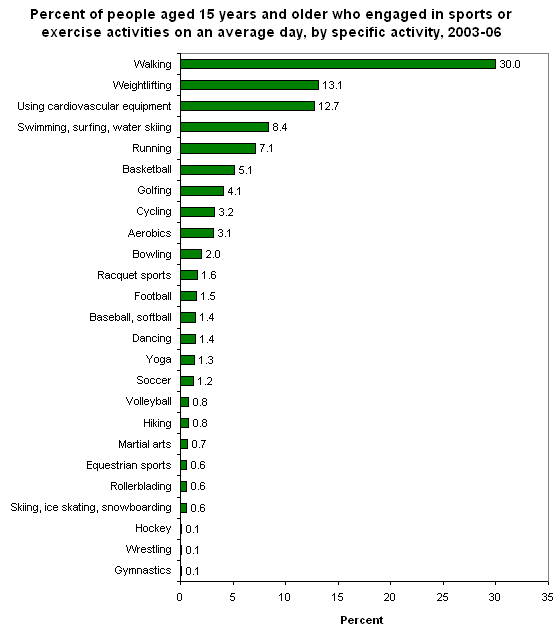 Percent of people aged 15 years and older who engaged in sports or
exercise activities on an average day, by specific activity, 2003-06
Walking 30.0
Weightlifting 13.1
Using cardiovascular equipment 12.7
Swimming, surfing, water skiing 8.4
Running 7.1
Basketball 5.1
Golfing 4.1
Cycling 3.2
Aerobics 3.1
Bowling 2.0
Racquet sports 1.6
Football 1.5
Baseball, softball 1.4
Dancing 1.4
Yoga 1.3
Soccer 1.2
Volleyball 0.8
Hiking 0.8
Martial arts 0.7
Equestrian sports 0.6
Rollerblading 0.6
Skiing, ice skating, snowboarding 0.6
Hockey 0.1
Wrestling 0.1
Gymnastics 0.1
0 5 10 15 20 25 30 35
Percent